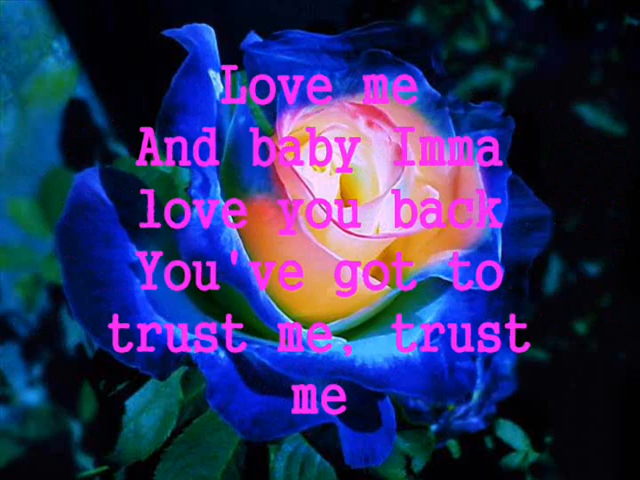 Love me
And baby Imma
love you back
You've got to
trust me, trust
me